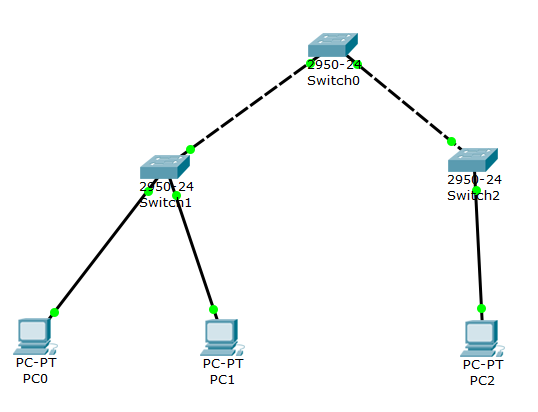 2950-24
Switch0
2950-24
Switch1
2950-24
Switch2
PC-PT
PC0
PC-PT
PC1
PC-PT
PC2